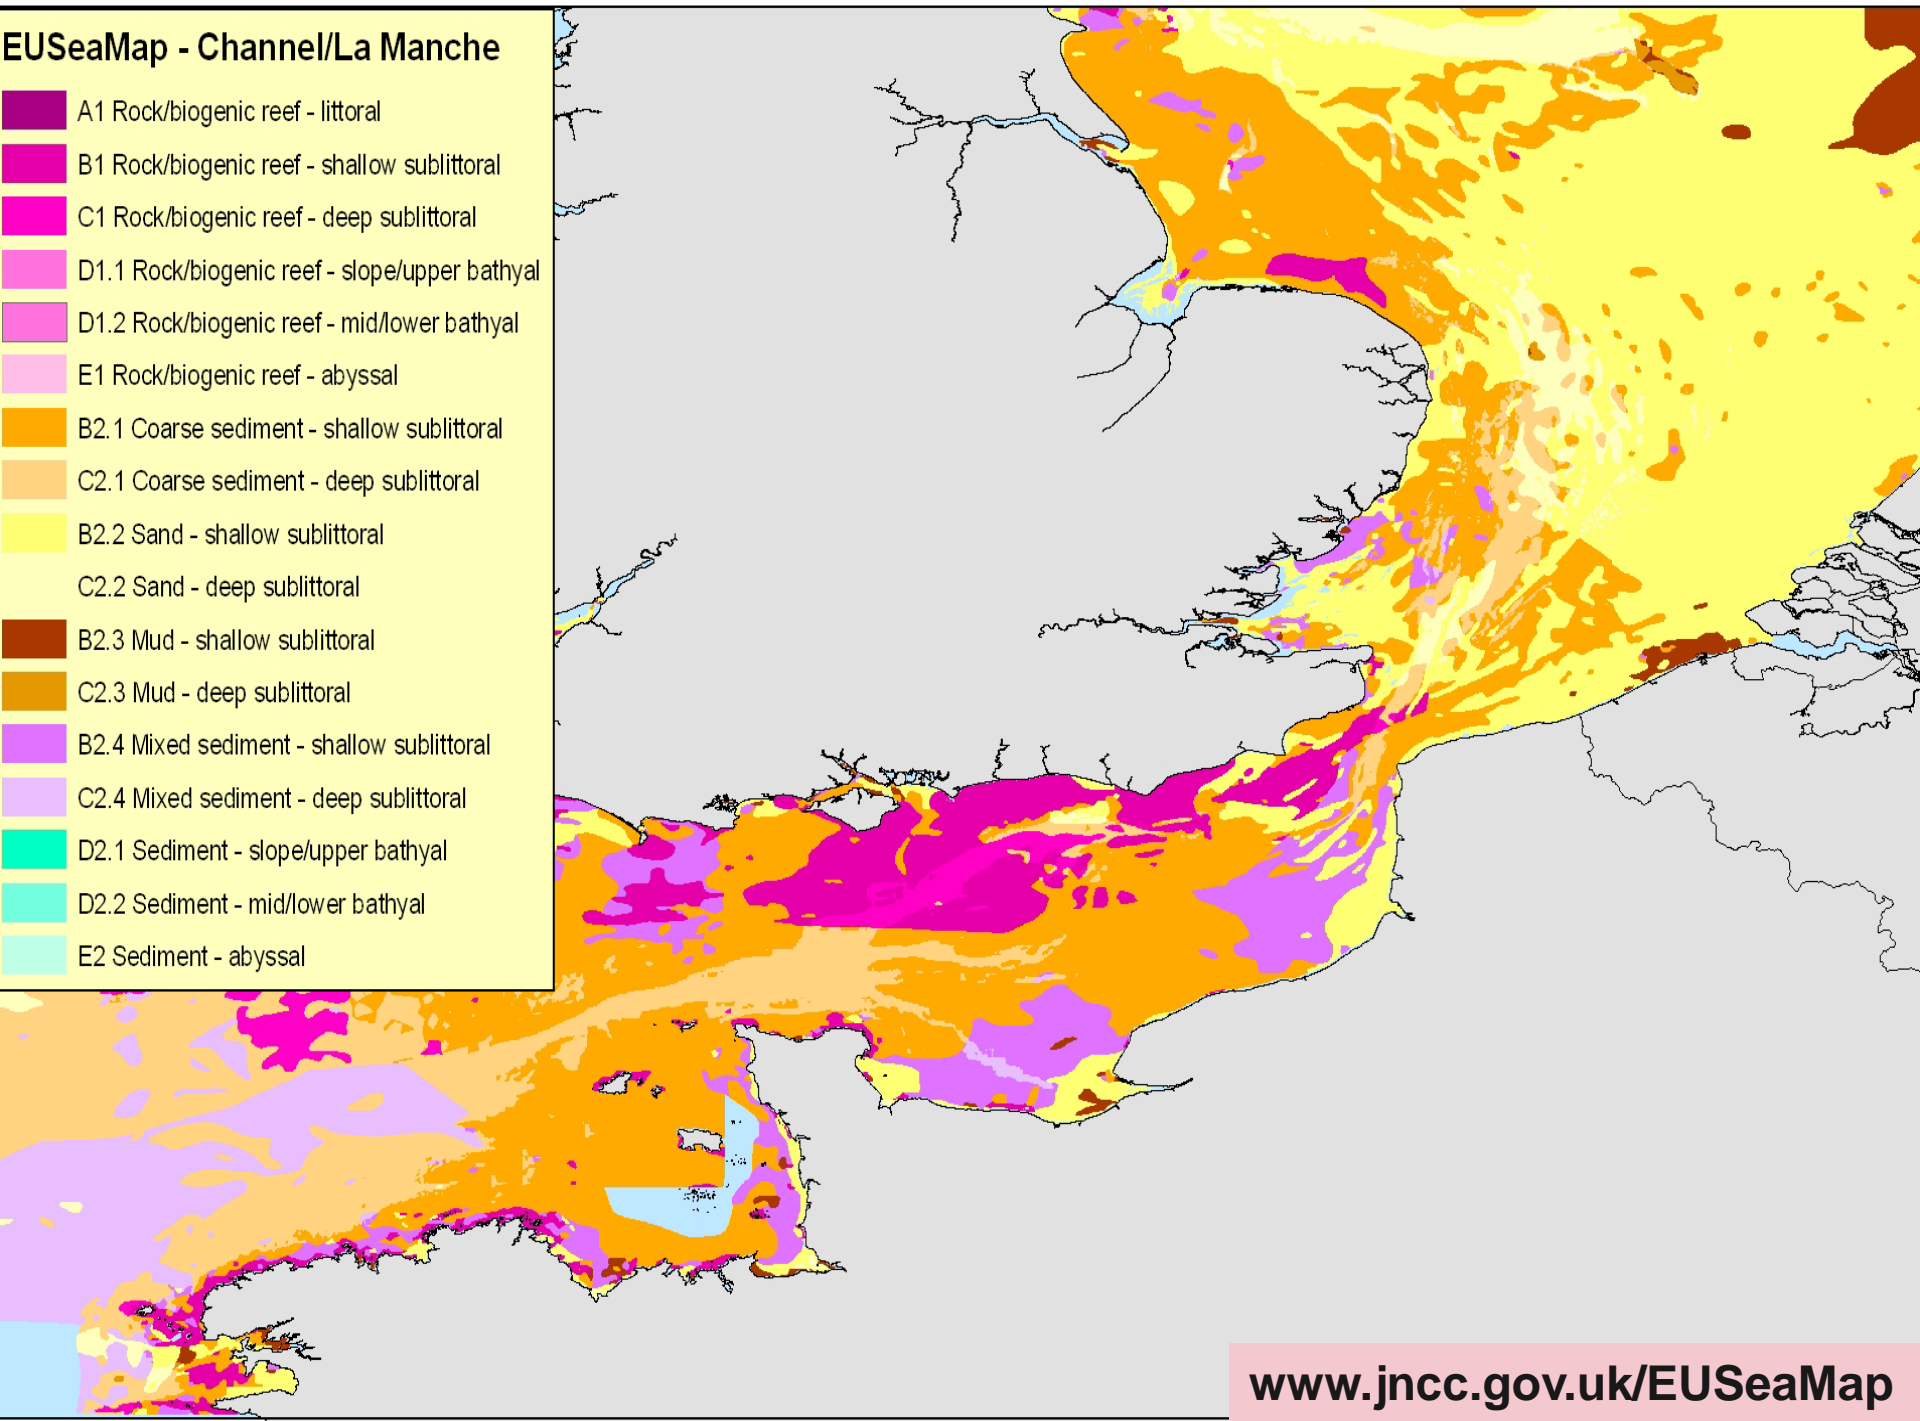 EUSeaMap - Channel/La Manche
A1 Rock/biogenic reef - littoral
B1 Rock/biogenic reef - shallow sublittoral
C1 Rock/biogenic reef - deep sublittoral
D1.1 Rock/biogenic reef - slope/upper bathyal
D1.2 Rock/biogenic reef - mid/lower bathyal
E1 Rock/biogenic reef - abyssal
B2.1 Coarse sediment - shallow sublittoral
C2.1 Coarse sediment - deep sublittoral
B2.2 Sand - shallow sublittoral
C2.2 Sand - deep sublittoral
B2.3 Mud - shallow sublittoral
C2.3 Mud - deep sublittoral
B2.4 Mixed sediment - shallow sublittoral
C2.4 Mixed sediment - deep sublittoral
D2.1 Sediment - slope/upper bathyal
D2.2 Sediment - mid/lower bathyal
E2 Sediment - abyssal
www.jncc.gov.uk/EUSeaMap